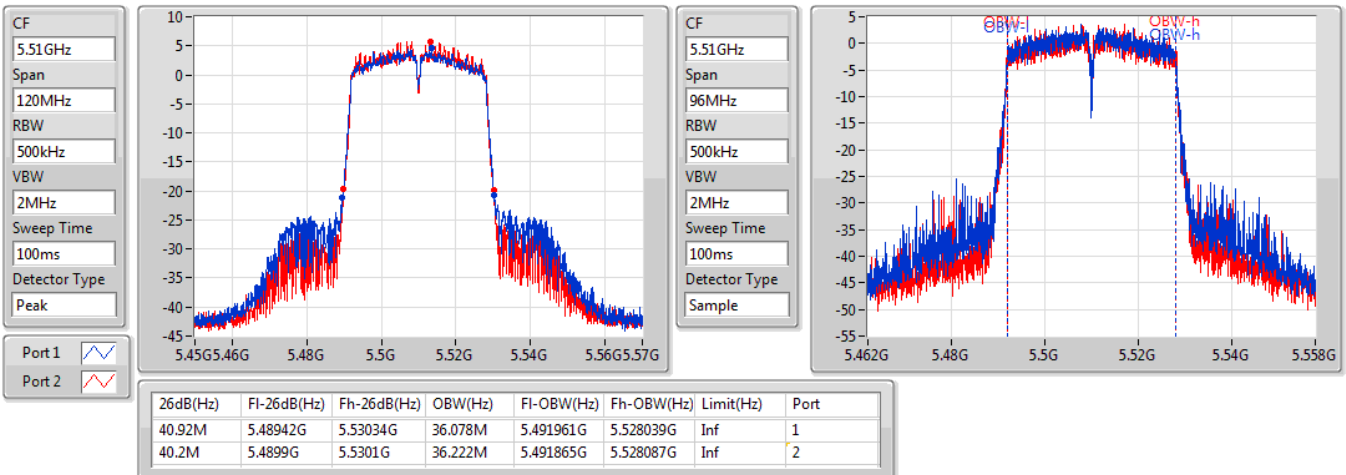 CF
5.51GHz
Span
120MHz
RBW
500kHz
VBW
2MHz
Sweep Time
100ms
Detector Type
Peak
Port 1
Port 2
10
5
0
-5
-10
-15
-20
-25
-30
-35
-40
-45
5.45G 5.46G 5.48G 5.5G 5.52G 5.54G 5.56G 5.57G
CF
5.51GHz
Span
96MHz
RBW
500kHz
VBW
2MHz
Sweep Time
100ms
Detector Type
Sample
5
0
-5
-10
-15
-20
-25
-30
-35
-40
-45
-50
-55
OBW-l OBW-h
OBW-l OBW-h
5.462G 5.48G 5.5G 5.52G 5.54G 5.558G
26dB(Hz) Fl-26dB(Hz) Fh-26dB(Hz) OBW(Hz) Fl-OBW(Hz) Fh-OBW(Hz) Limit(Hz) Port
40.92M 5.48942G 5.53034G 36.078M 5.491961G 5.528039G Inf 1
40.2M 5.4899G 5.5301G 36.222M 5.491865G 5.528087G Inf 2